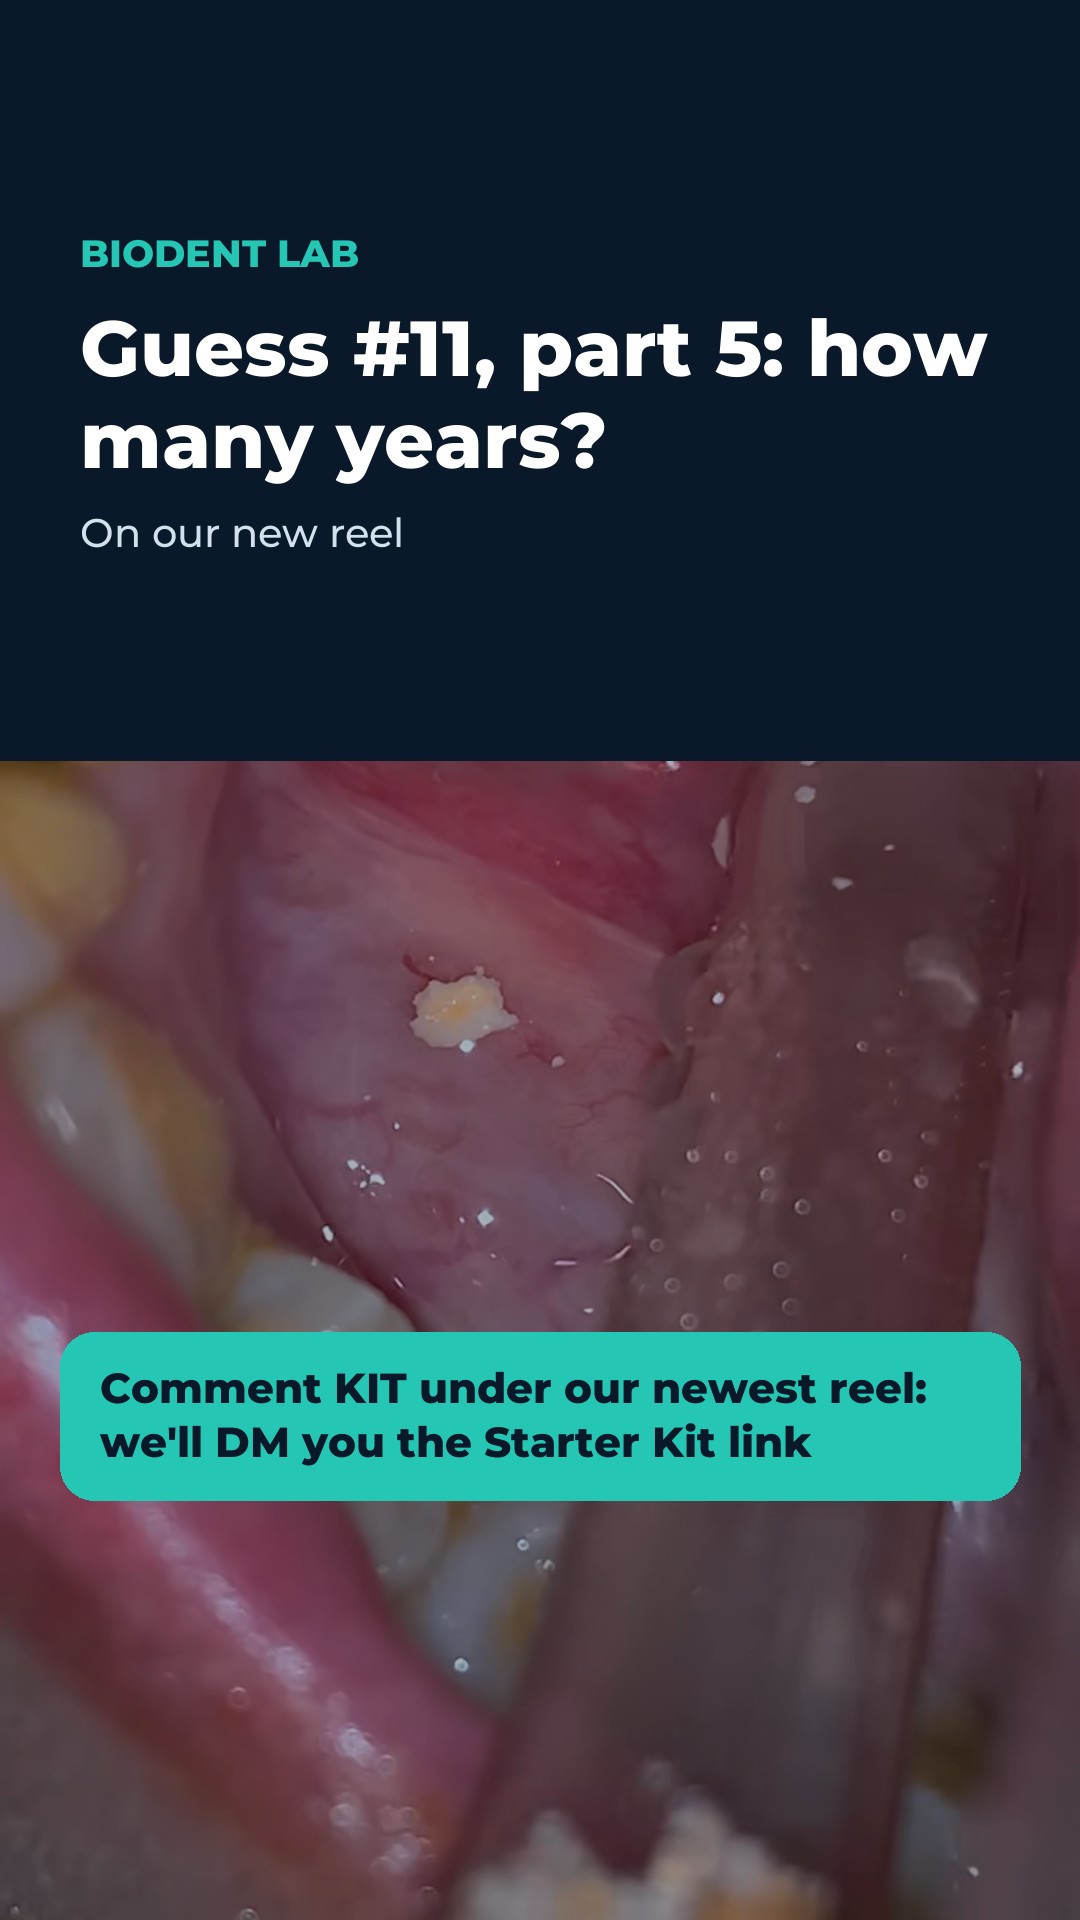 BIODENT LAB
Guess #11, part 5: how
many years?
On our new reel
Comment KIT under our newest reel:
we'll DM you the Starter Kit link